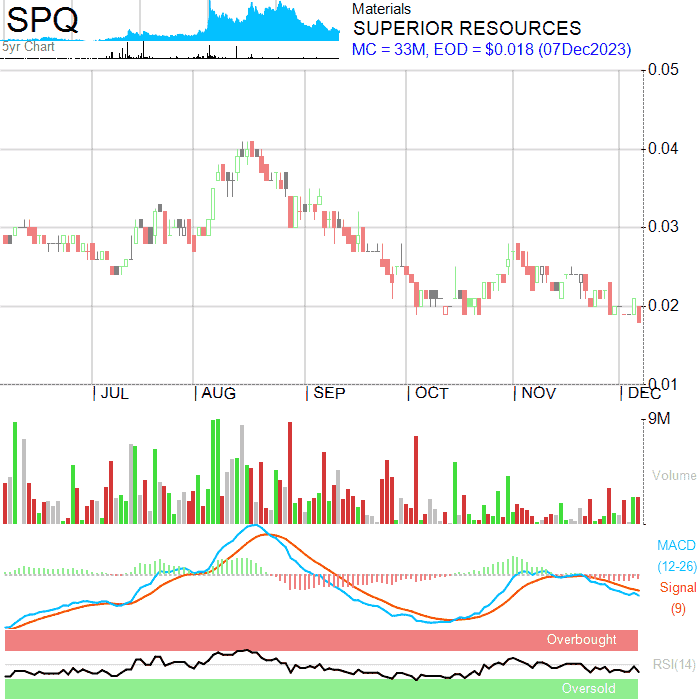 SPQ
5yr Chart
Materials
SUPERIOR RESOURCES
MC = 33M, EOD = $0.018 (07Dec2023)
0.05
0.04
0.03
0.02
0.01
JUL AUG SEP OCT NOV DEC
9M
Volume
MACD
(12-26)
Signal
(9)
Overbought
RSI(14)
Oversold